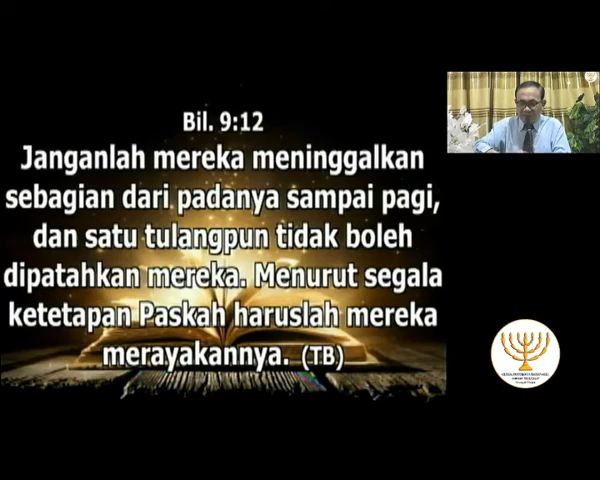 Bil. 9:12
Janganlah mereka meninggalkan
sebagian dari padanya sampai pagi,
dan satu tulangpun tidak boleh
dipatahkan mereka. Menurut segala
ketetapan Paskah haruslah mereka
merayakannya. (TB)